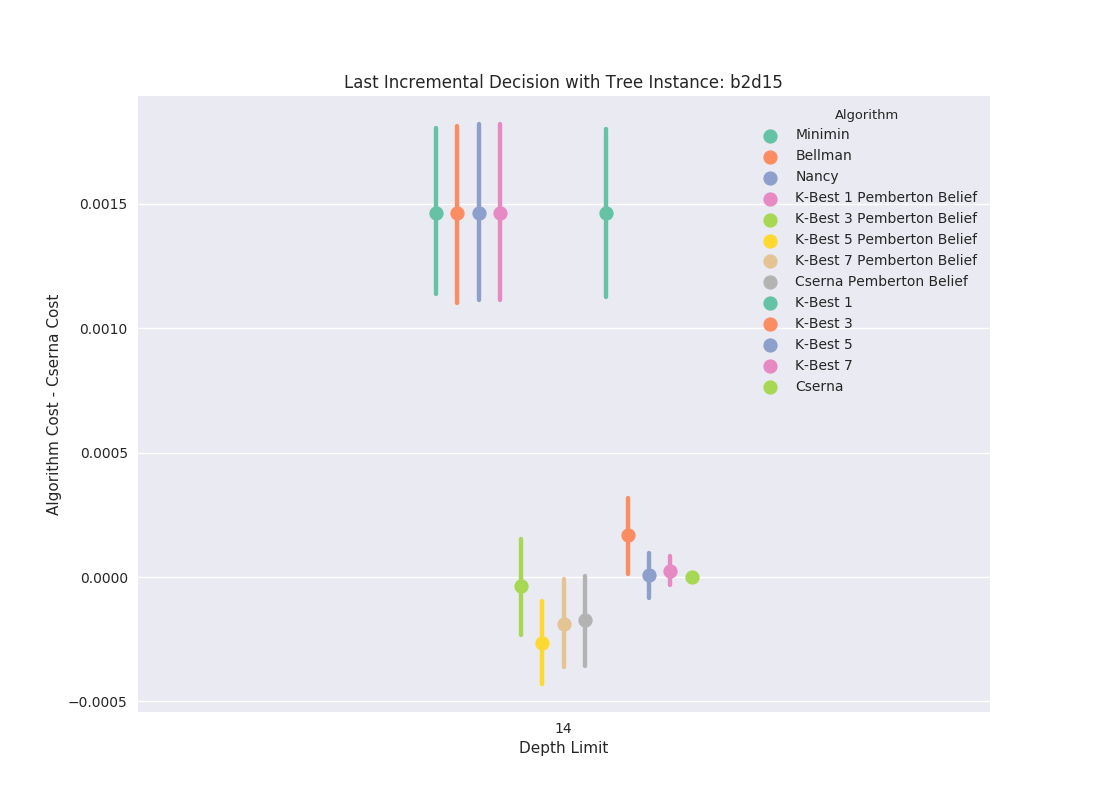 Last Incremental Decision with Tree Instance: b2d15
Algorithm
Minimin
Bellman
Nancy
K-Best 1 Pemberton Belief
K-Best 3 Pemberton Belief
K-Best 5 Pemberton Belief
K-Best 7 Pemberton Belief
Cserna Pemberton Belief
K-Best 1
K-Best 3
K-Best 5
K-Best 7
Cserna
Algorithm Cost - Cserna Cost
0.0015
0.0010
0.0005
0.0000
−0.0005
14
Depth Limit